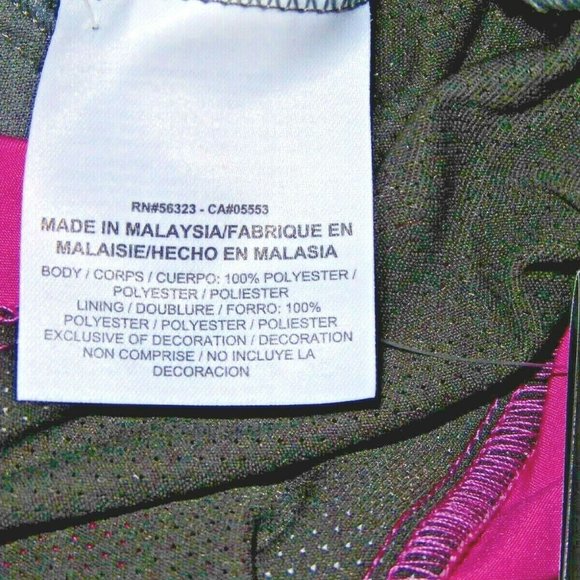 RN#56323 - CA#05553
MADE IN MALAYSIA/FABRIQUE EN
MALAISIE/HECHO EN MALASIA
BODY / CORPS / CUERPO: 100% POLYESTER /
POLYESTER / POLIESTER
LINING / DOUBLURE / FORRO: 100%
POLYESTER / POLYESTER / POLIESTER
EXCLUSIVE OF DECORATION / DECORATION
NON COMPRISE / NO INCLUYE LA
DECORACION